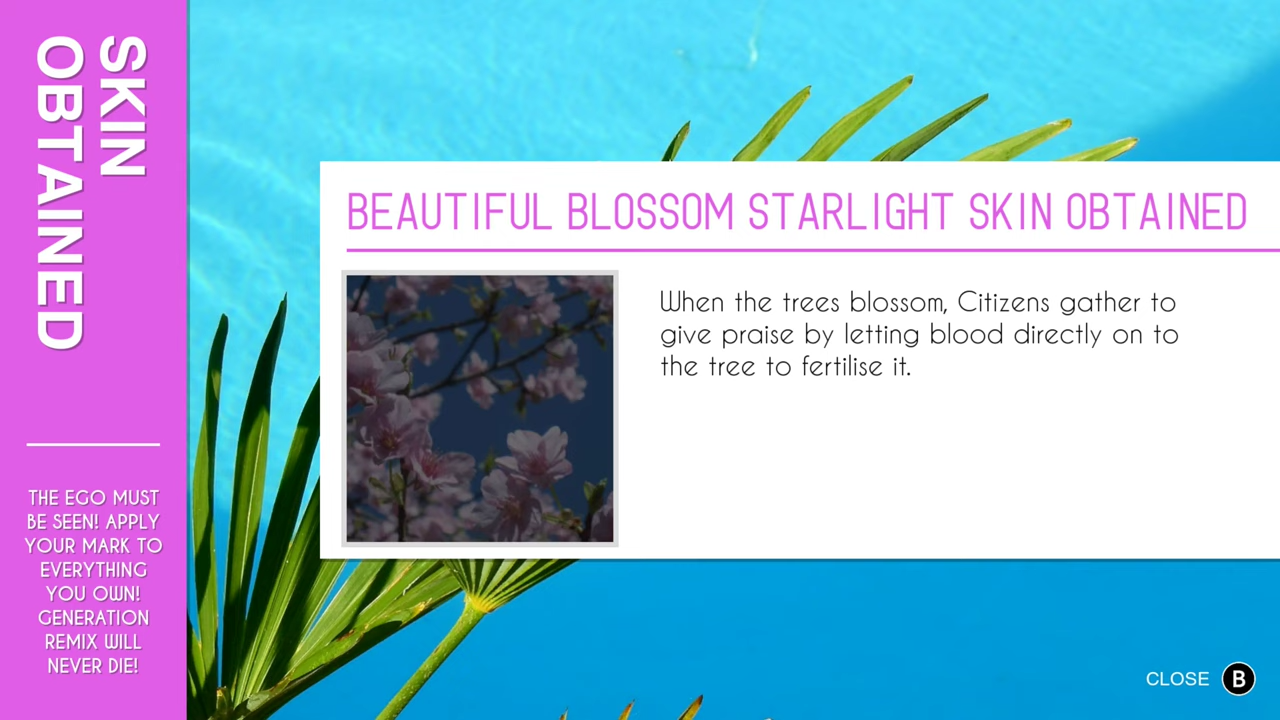 SKIN
OBTAINED
THE EGO MUST
BE SEEN! APPLY
YOUR MARK TO
EVERYTHING
YOU OWN!
GENERATION
REMIX WILL
NEVER DIE!
BEAUTIFUL BLOSSOM STARLIGHT SKIN OBTAINED
When the trees blossom, Citizens gather to
give praise by letting blood directly on to
the tree to fertilise it.
CLOSE B